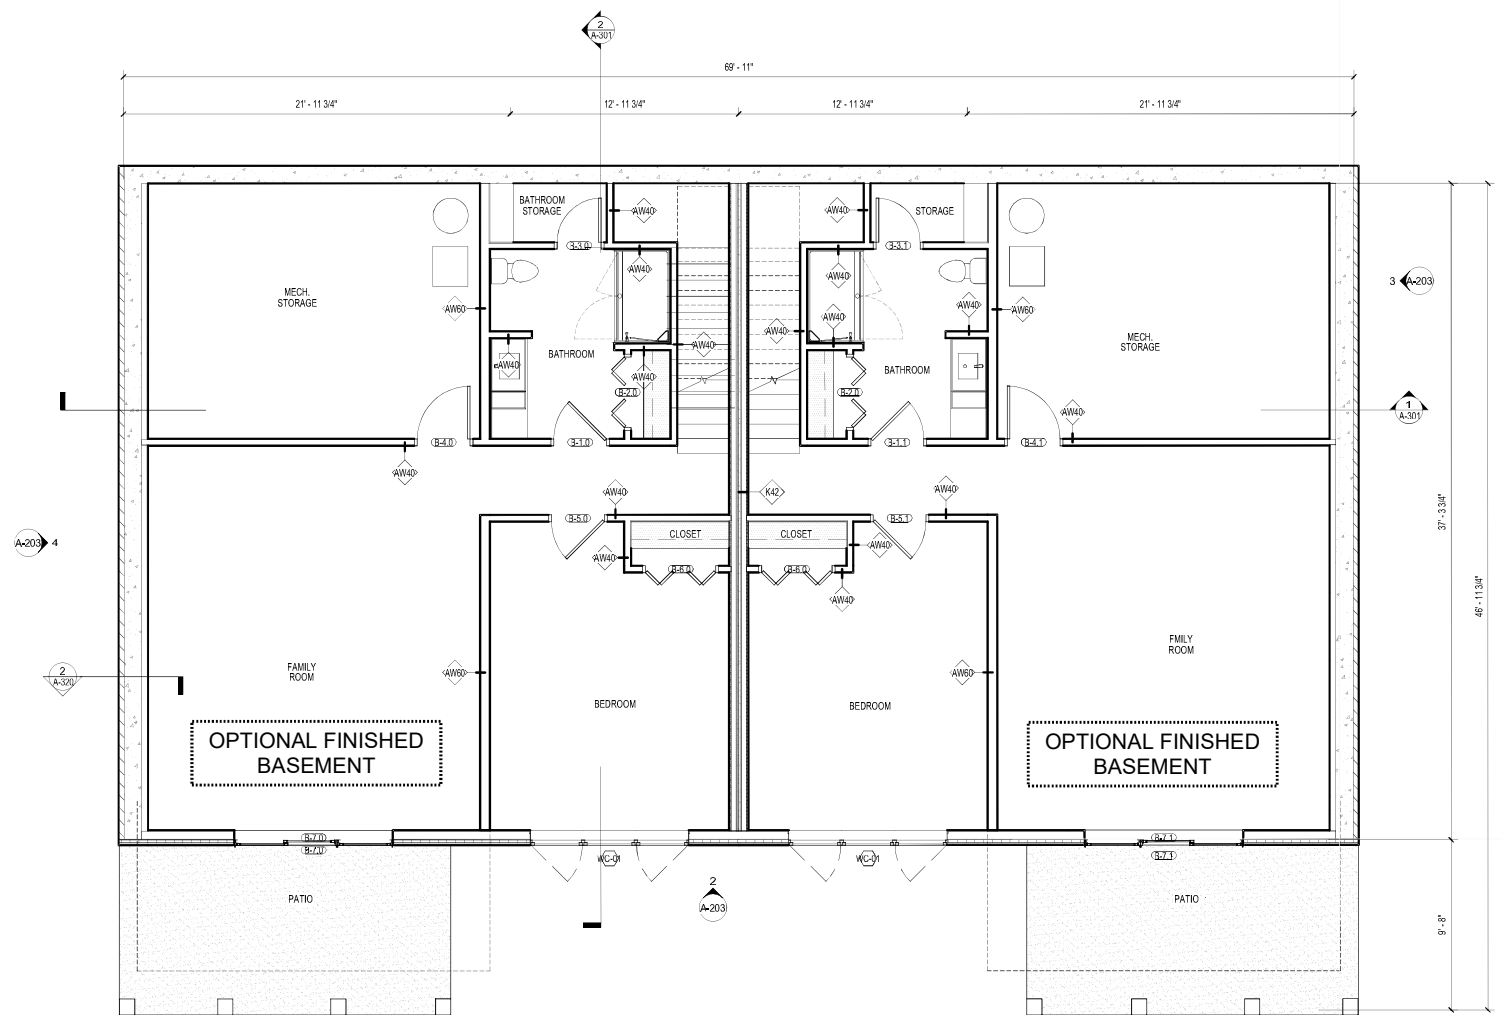 2
A-301
69' - 11"
21' - 11 3/4"
12' - 11 3/4"
12' - 11 3/4"
21' - 11 3/4"
BATHROOM
STORAGE
AW40
AW40
STORAGE
B-3.0
B-3.1
AW40
AW40
MECH.
STORAGE
AW60
AW40
AW60
3
A-203
AW40
AW40
AW40
MECH.
STORAGE
BATHROOM
AW40
AW40
BATHROOM
B-2.0
B-2.0
AW40
1
A-301
B-4.0
B-1.0
B-1.1
B-4.1
AW40
AW40
K42
AW40
37' - 3 3/4"
B-5.0
B-5.1
CLOSET
CLOSET
A-203
4
AW40
AW40
B-6.0
B-6.0
46' - 11 3/4"
AW40
2
A-320
FAMILY
ROOM
AW60
AW60
FMILY
ROOM
BEDROOM
BEDROOM
OPTIONAL FINISHED
BASEMENT
OPTIONAL FINISHED
BASEMENT
B-7.0
B-7.0
B-7.1
B-7.1
WC-01
WC-01
2
A-203
PATIO
PATIO
9' - 8"